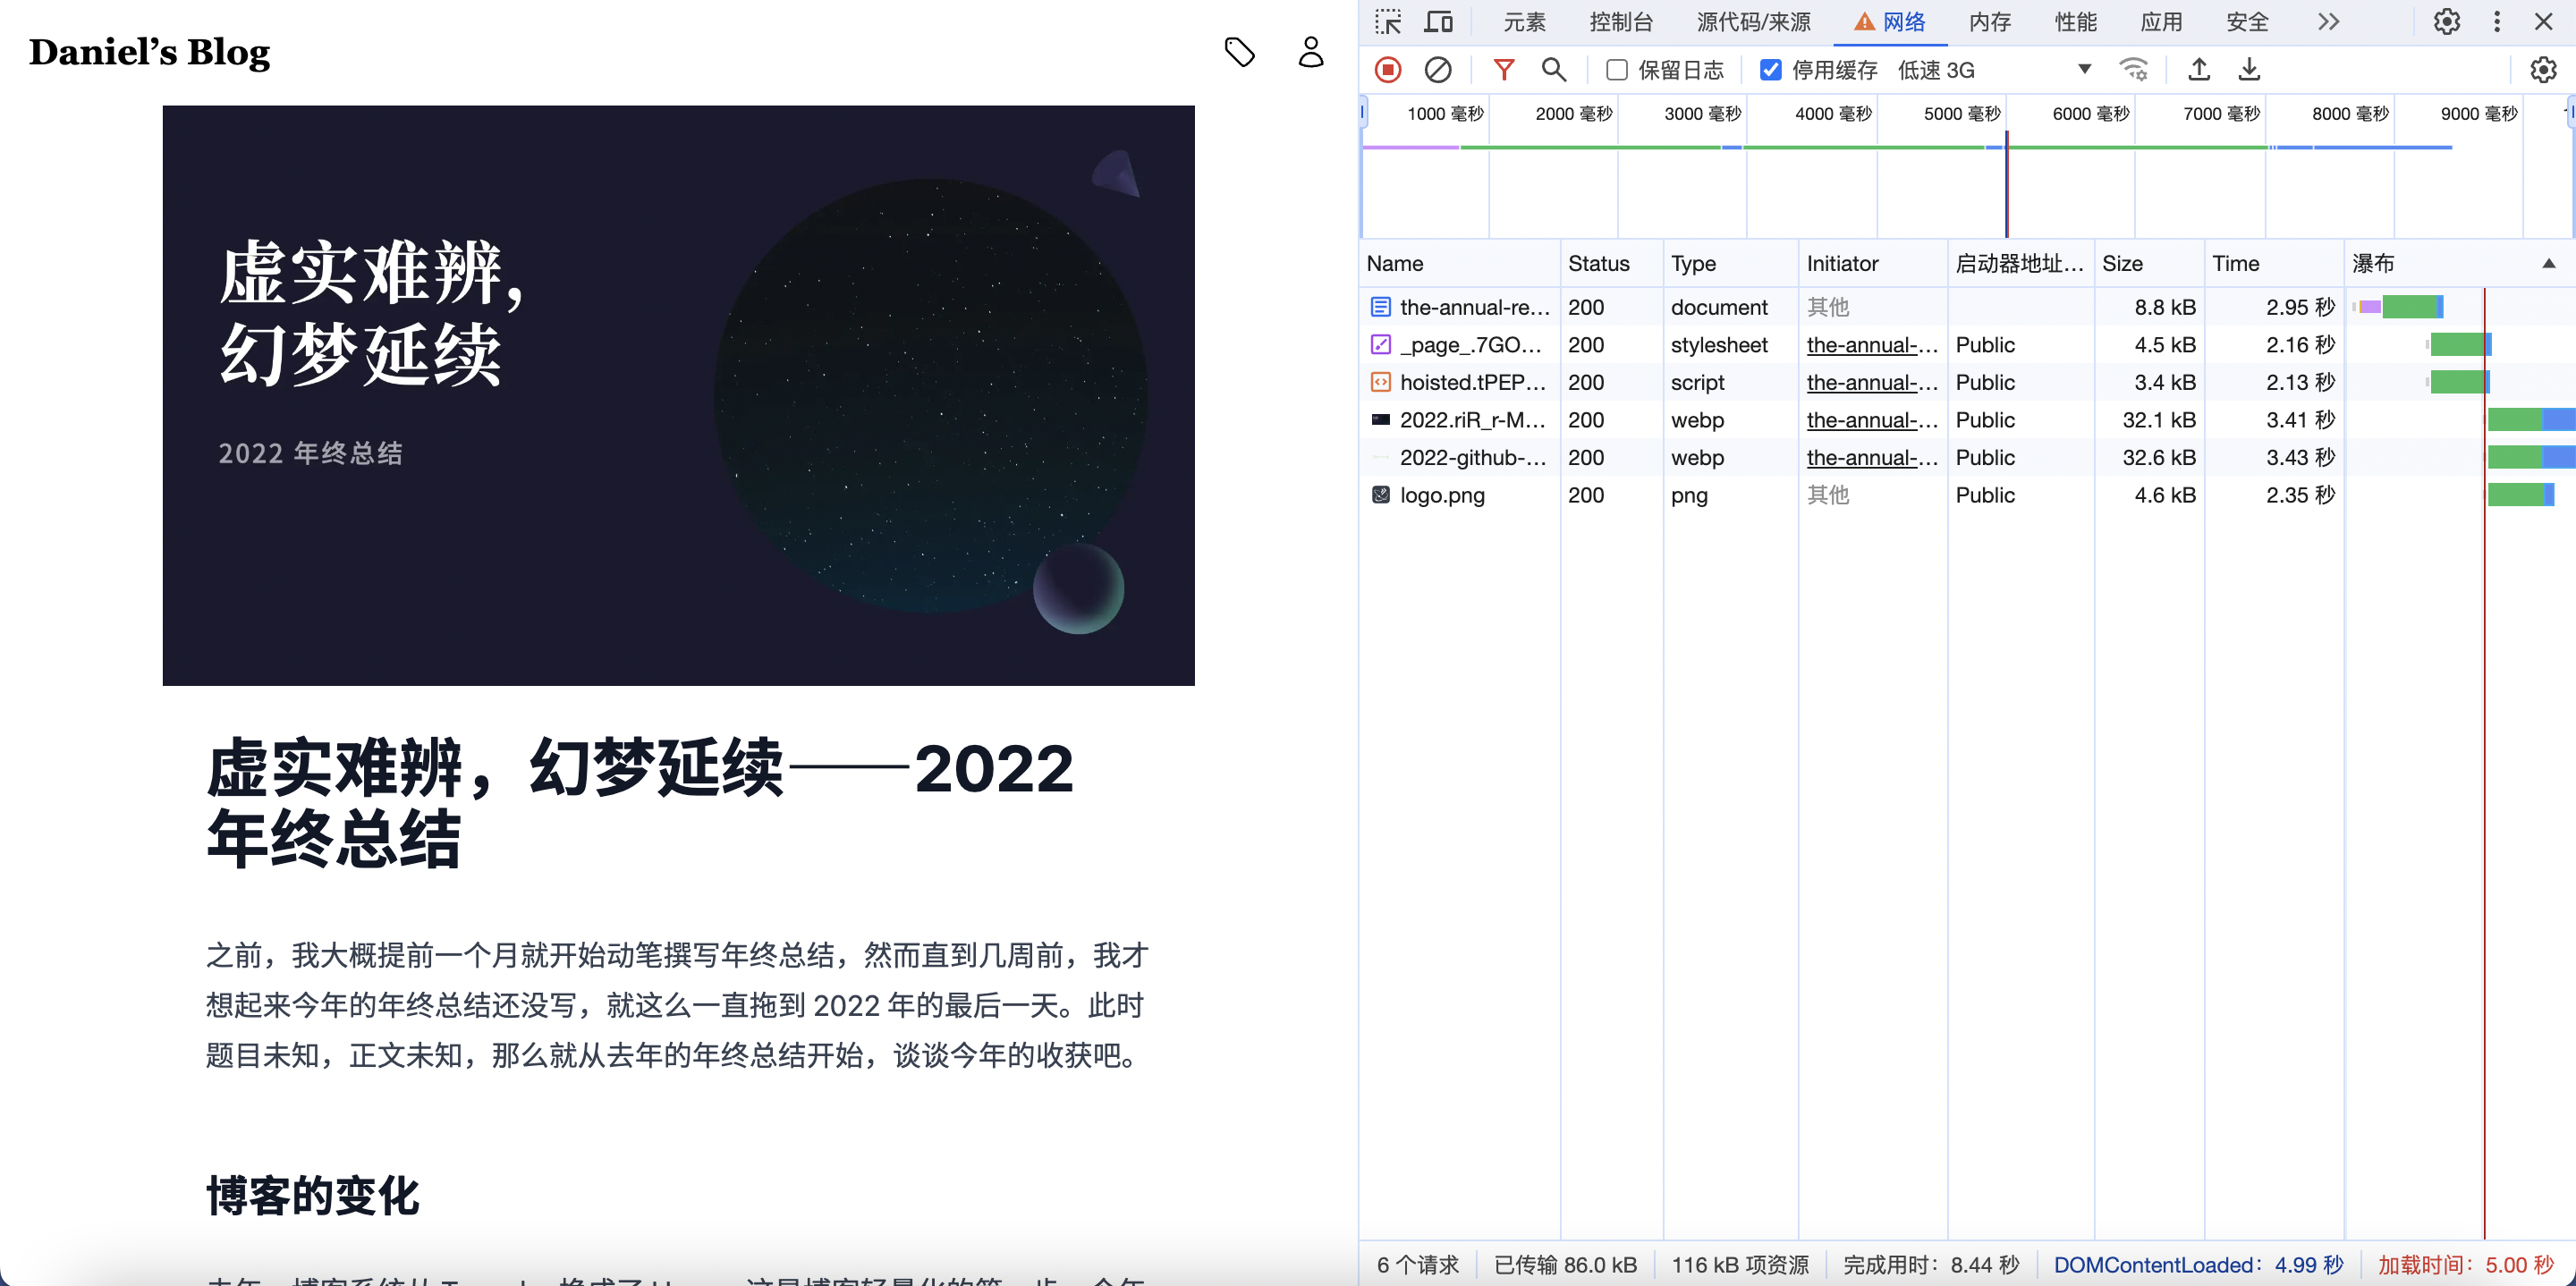 Daniel’s Blog
虚实难辨,
幻梦延续
2022 年终总结
虚实难辨，幻梦延续——2022
年终总结
之前，我大概提前一个月就开始动笔撰写年终总结，然而直到几周前，我才
想起来今年的年终总结还没写，就这么一直拖到 2022 年的最后一天。此时
题目未知，正文未知，那么就从去年的年终总结开始，谈谈今年的收获吧。
博客的变化
元素 控制台 源代码/来源 网络 内存 性能 应用 安全
保留日志 停用缓存 低速 3G
1000 毫秒 2000 毫秒 3000 毫秒 4000 毫秒 5000 毫秒 6000 毫秒 7000 毫秒 8000 毫秒 9000 毫秒
Name Status Type Initiator 启动器地址… Size Time 瀑布
the-annual-re… 200 document 其他 8.8 kB 2.95 秒
_page_.7GO… 200 stylesheet the-annual-… Public 4.5 kB 2.16 秒
hoisted.tPEP… 200 script the-annual-… Public 3.4 kB 2.13 秒
2022.riR_r-M… 200 webp the-annual-… Public 32.1 kB 3.41 秒
2022-github-… 200 webp the-annual-… Public 32.6 kB 3.43 秒
logo.png 200 png 其他 Public 4.6 kB 2.35 秒
6 个请求 已传输 86.0 kB 116 kB 项资源 完成用时：8.44 秒 DOMContentLoaded：4.99 秒 加载时间：5.00 秒